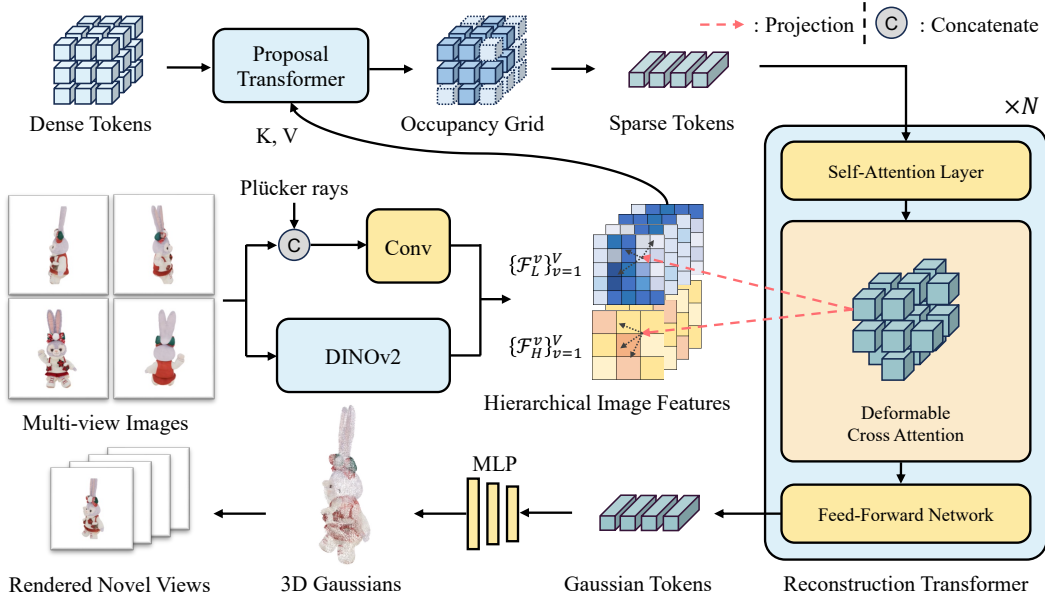 : Projection
C
: Concatenate
Proposal
Transformer
Dense Tokens
Occupancy Grid
Sparse Tokens
×N
K, V
Self-Attention Layer
Plücker rays
C
Conv
{ℱ_L^v}_{v=1}^V
DINOv2
{ℱ_H^v}_{v=1}^V
Multi-view Images
Hierarchical Image Features
Deformable
Cross Attention
MLP
Feed-Forward Network
Rendered Novel Views
3D Gaussians
Gaussian Tokens
Reconstruction Transformer